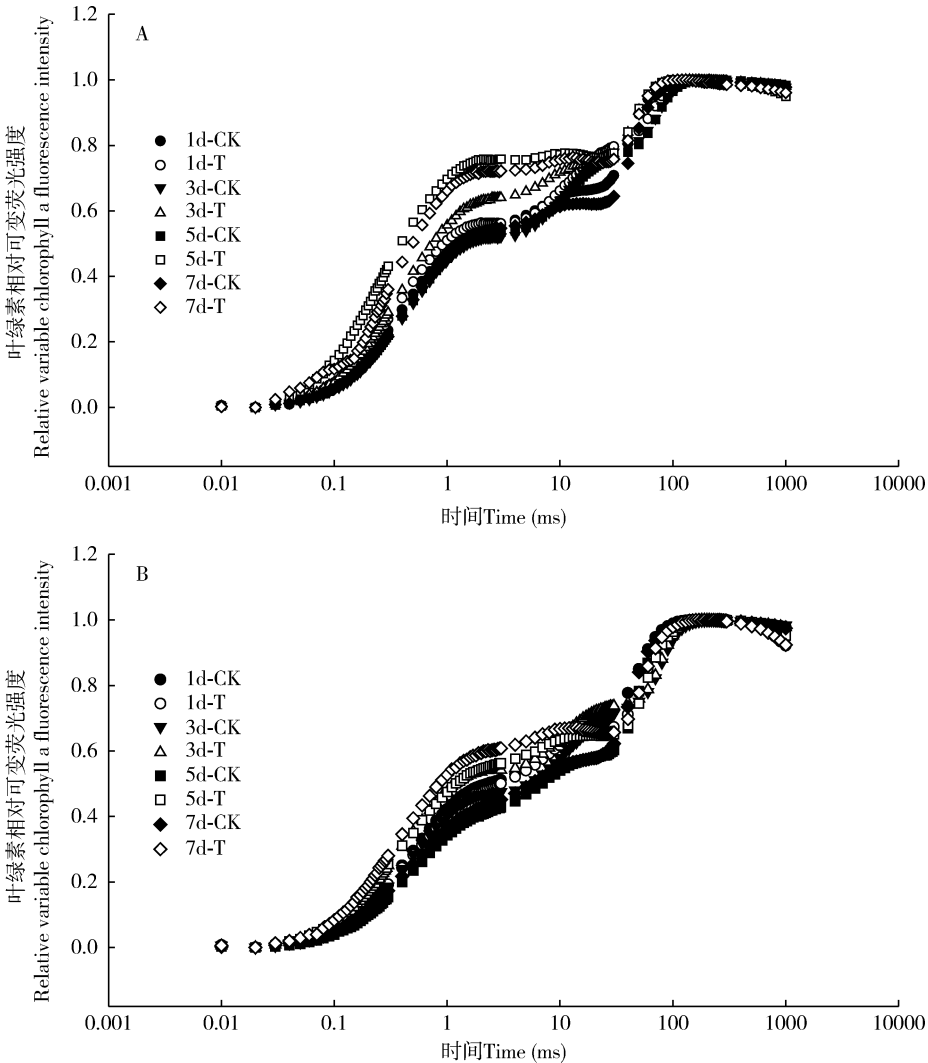 A
1.2
1.0
0.8
0.6
0.4
0.2
0.0
叶绿素相对可变荧光强度
Relative variable chlorophyll a fluorescence intensity
1d-CK
1d-T
3d-CK
3d-T
5d-CK
5d-T
7d-CK
7d-T
0.001 0.01 0.1 1 10 100 1000 10000
时间Time (ms)
B
1.2
1.0
0.8
0.6
0.4
0.2
0.0
叶绿素相对可变荧光强度
Relative variable chlorophyll a fluorescence intensity
1d-CK
1d-T
3d-CK
3d-T
5d-CK
5d-T
7d-CK
7d-T
0.001 0.01 0.1 1 10 100 1000 10000
时间Time (ms)